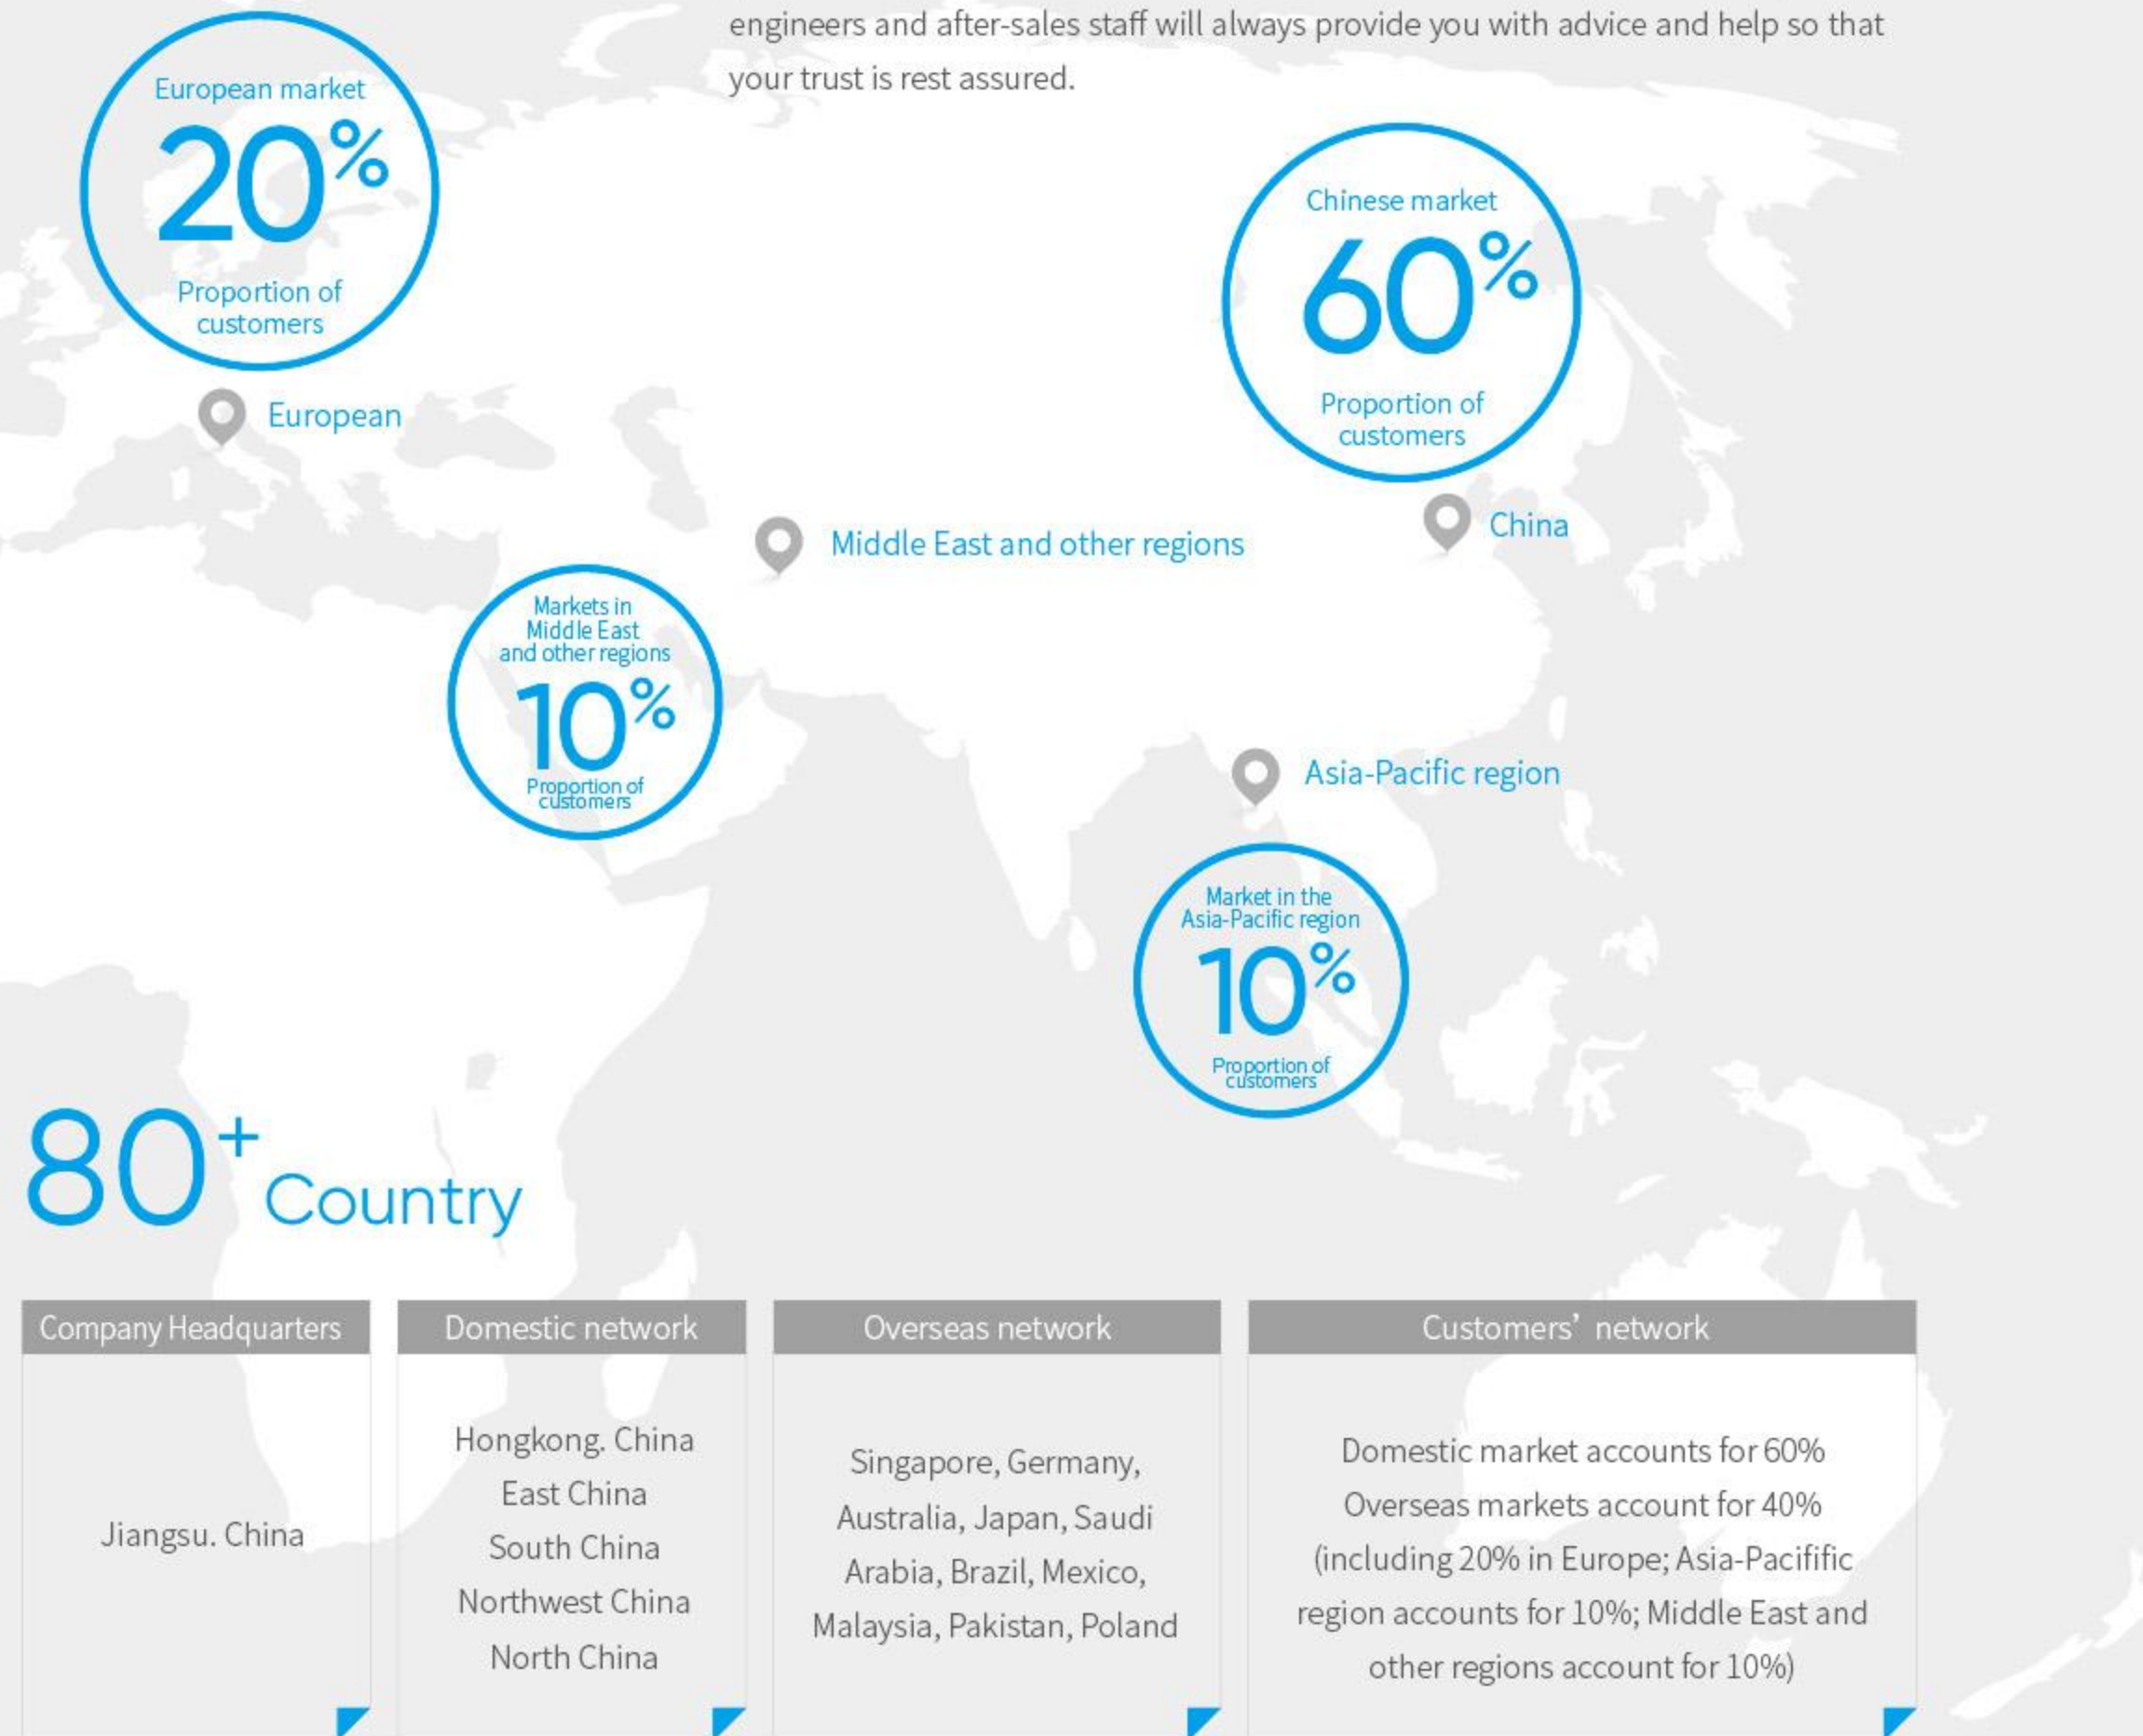 engineers and after-sales staff will always provide you with advice and help so that
your trust is rest assured.
European market
20%
Proportion of
customers
European
Chinese market
60%
Proportion of
customers
China
Middle East and other regions
Markets in
Middle East
and other regions
10%
Proportion of
customers
Asia-Pacific region
Market in the
Asia-Pacific region
10%
Proportion of
customers
80+ Country
Company Headquarters
Jiangsu. China
Domestic network
Hongkong. China
East China
South China
Northwest China
North China
Overseas network
Singapore, Germany,
Australia, Japan, Saudi
Arabia, Brazil, Mexico,
Malaysia, Pakistan, Poland
Customers’ network
Domestic market accounts for 60%
Overseas markets account for 40%
(including 20% in Europe; Asia-Pacifific
region accounts for 10%; Middle East and
other regions account for 10%)